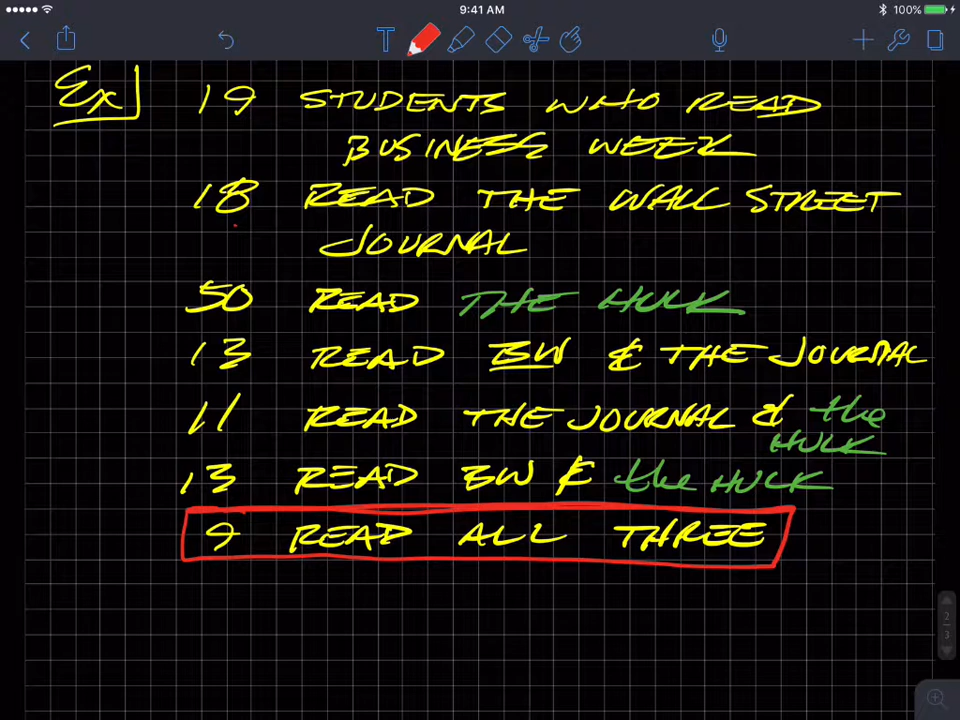 9:41 AM
100%
T
Ex 19 STUDENTS WHO READ
BUSINESS WEEK
18 READ THE WALL STREET
JOURNAL
50 READ THE HULK
13 READ BW & THE JOURNAL
11 READ THE JOURNAL & the
HULK
13 READ BW & the HULK
9 READ ALL THREE
2
3